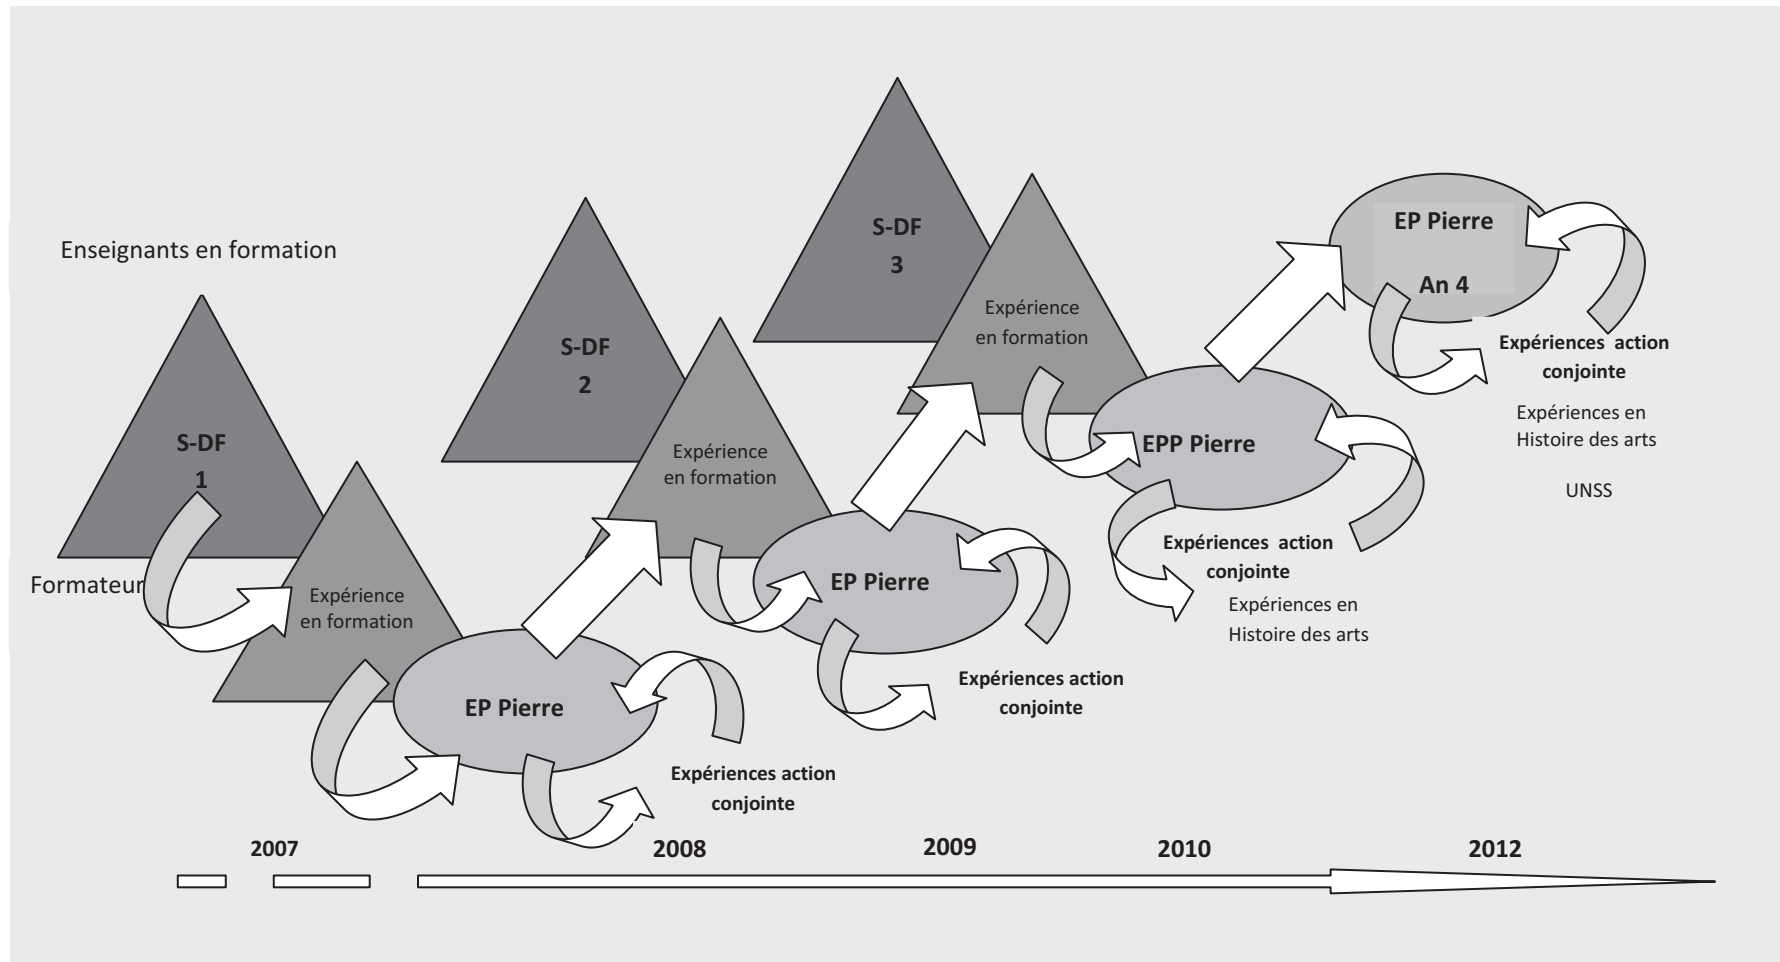 Enseignants en formation
S-DF
1
Formateur
Expérience
en formation
EP Pierre
Expériences action
conjointe
S-DF
2
Expérience
en formation
EP Pierre
Expériences action
conjointe
S-DF
3
Expérience
en formation
EPP Pierre
Expériences action
conjointe
Expériences en
Histoire des arts
EP Pierre
An 4
Expériences action
conjointe
Expériences en
Histoire des arts
UNSS
2007
2008
2009
2010
2012